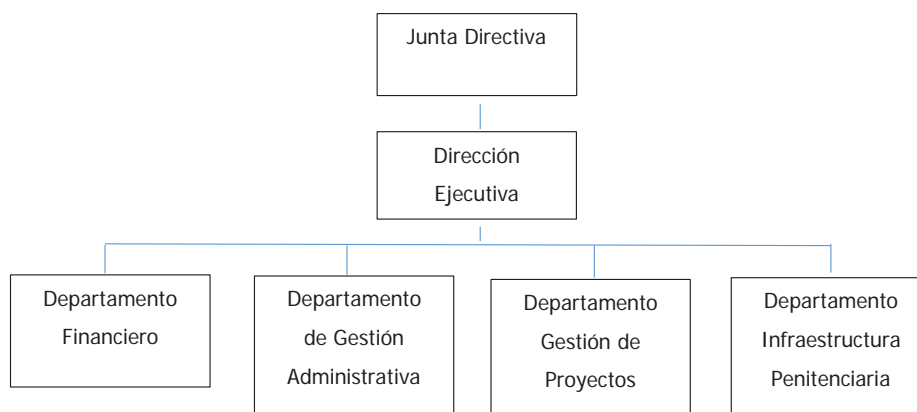 Junta Directiva
Dirección
Ejecutiva
Departamento
Financiero
Departamento
de Gestión
Administrativa
Departamento
Gestión de
Proyectos
Departamento
Infraestructura
Penitenciaria